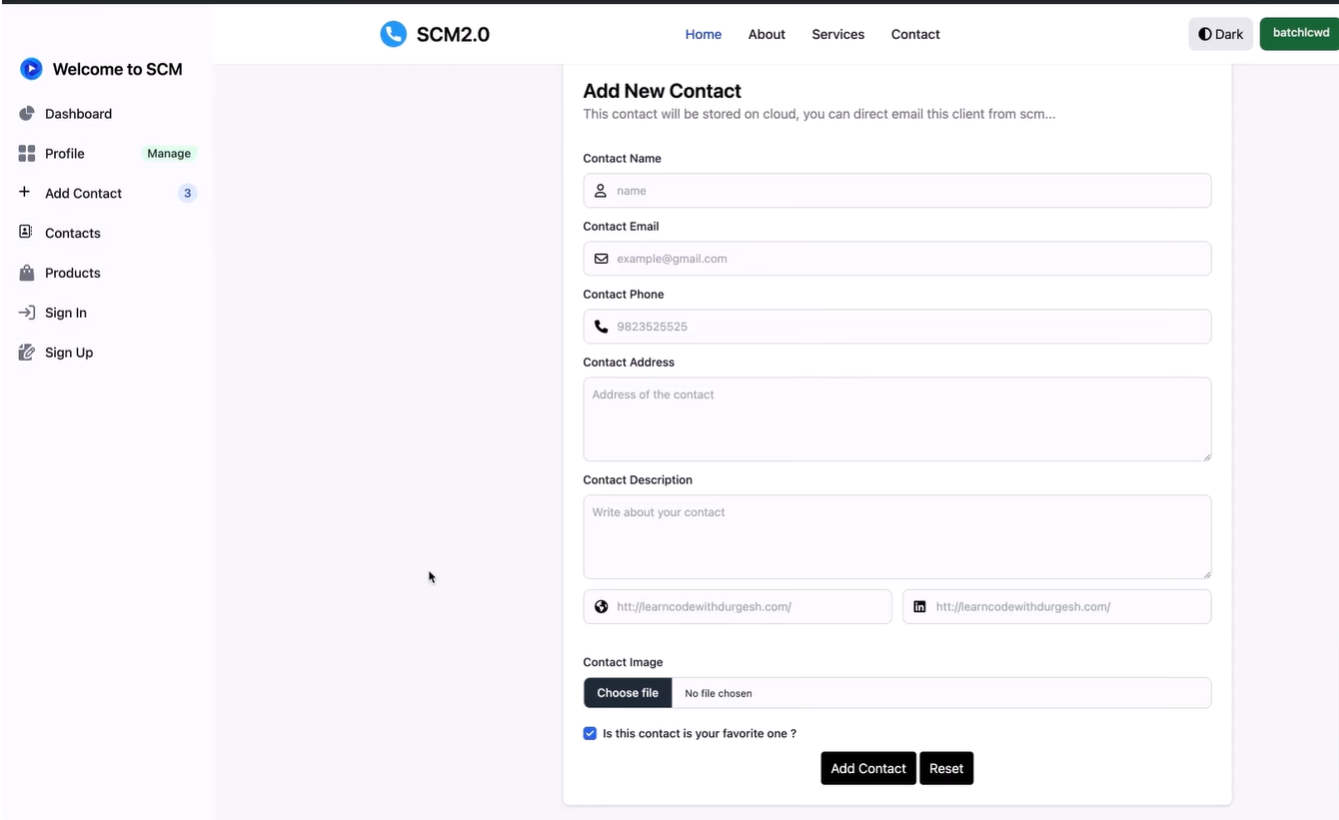 SCM2.0
Home About Services Contact
Dark
batchlcwd
Welcome to SCM
Dashboard
Profile Manage
Add Contact 3
Contacts
Products
Sign In
Sign Up
Add New Contact
This contact will be stored on cloud, you can direct email this client from scm...
Contact Name
name
Contact Email
example@gmail.com
Contact Phone
9823525525
Contact Address
Address of the contact
Contact Description
Write about your contact
htt://learncodewithdurgesh.com/ htt://learncodewithdurgesh.com/
Contact Image
Choose file No file chosen
Is this contact is your favorite one ?
Add Contact Reset